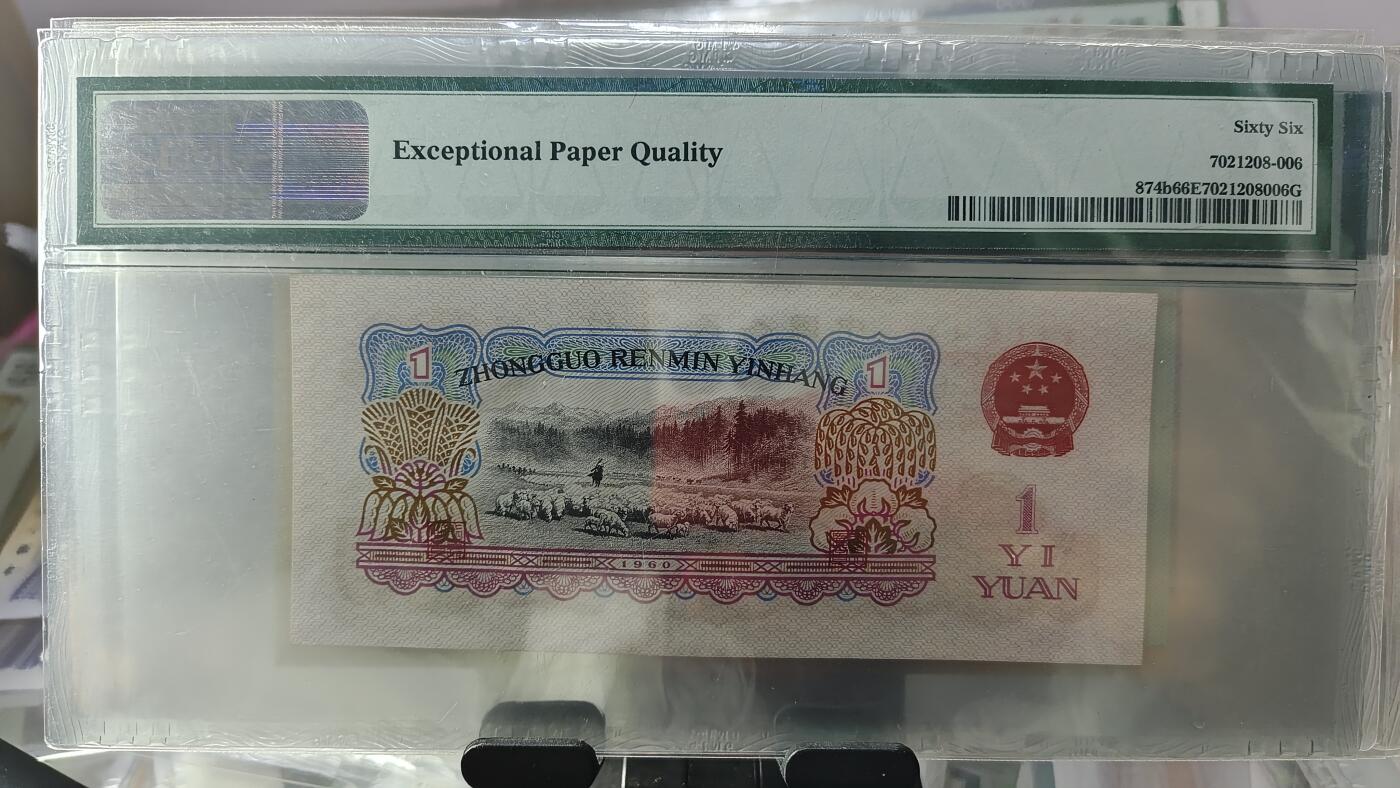 Exceptional Paper Quality
Sixty Six
7021208-006
874b66E7021208006G
1
ZHONGGUO RENMIN YINHANG
1
1960
1
YI
YUAN